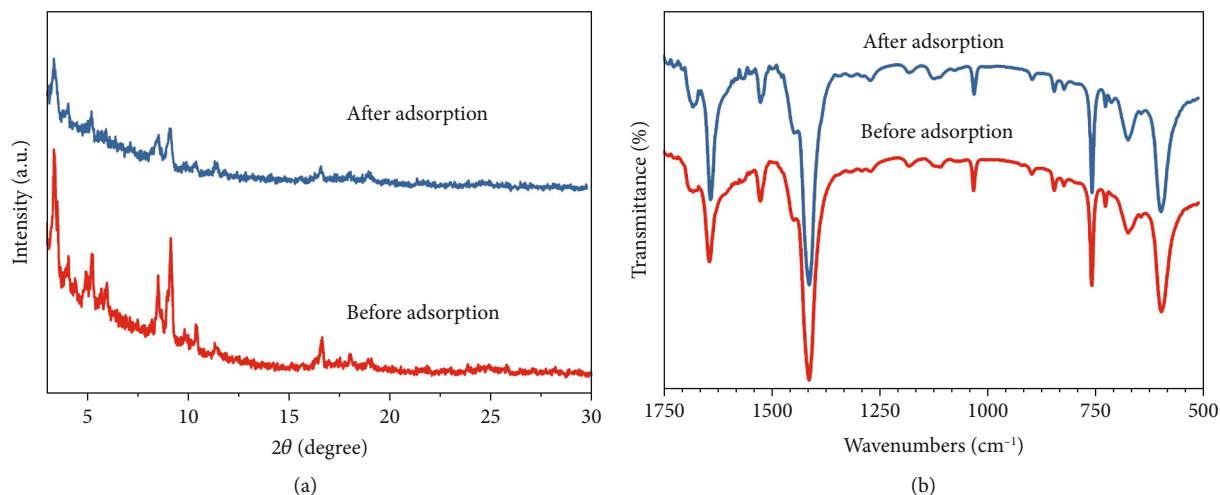 After adsorption
Before adsorption
Intensity (a.u.)
5
10
15
20
25
30
2θ (degree)
(a)
After adsorption
Before adsorption
Transmittance (%)
1750
1500
1250
1000
750
500
Wavenumbers (cm⁻¹)
(b)